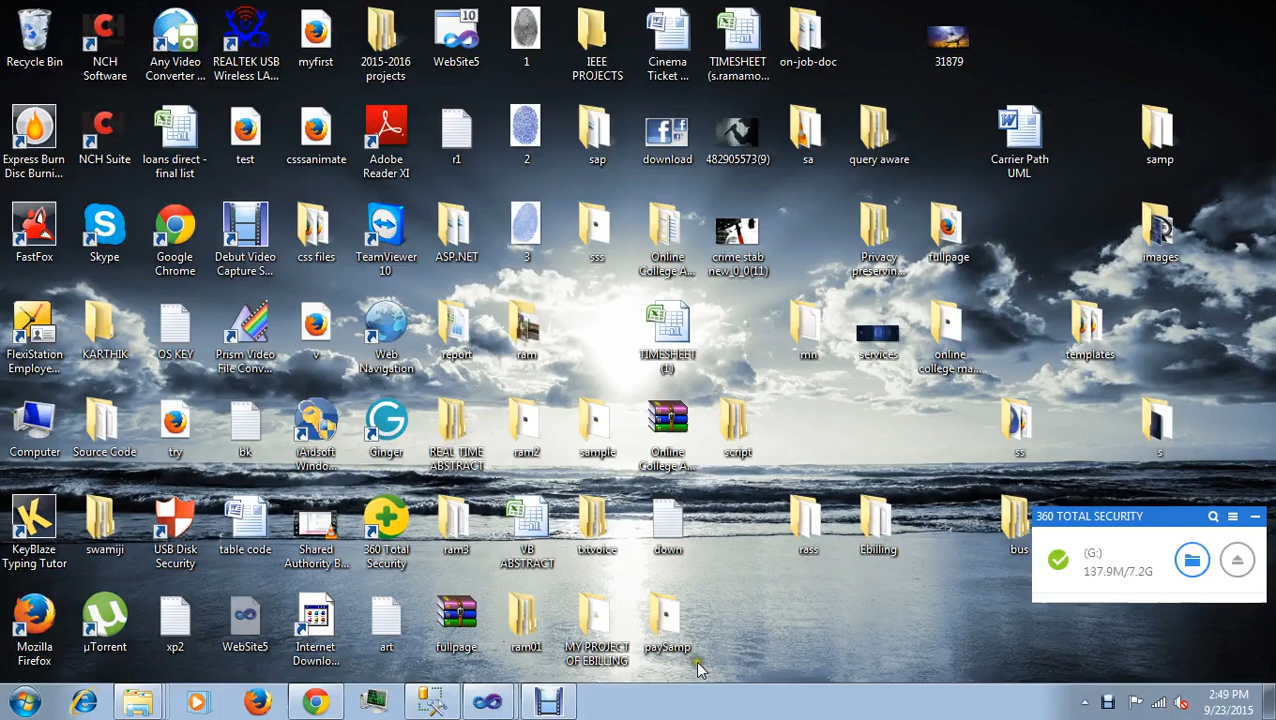 Recycle Bin
NCH
Software
Any Video
Converter ...
REALTEK USB
Wireless LA...
myfirst
2015-2016
projects
10
WebSite5
1
IEEE
PROJECTS
Cinema
Ticket ...
TIMESHEET
(s.ramamo...
on-job-doc
31879
Express Burn
Disc Burni...
NCH Suite
loans direct -
final list
test
csssanimate
Adobe
Reader XI
r1
2
sap
download
482905573(9)
sa
query aware
Carrier Path
UML
samp
FastFox
Skype
Google
Chrome
Debut Video
Capture S...
css files
TeamViewer
10
ASP.NET
3
sss
Online
College A...
crime stab
new_0_0(11)
Privacy
preservin...
fullpage
images
FlexiStation
Employe...
KARTHIK
OS KEY
Prism Video
File Conv...
v
Web
Navigation
report
ram
TIMESHEET
(1)
mn
services
online
college ma...
templates
Computer
Source Code
try
bk
iAidsoft
Windo...
Ginger
REAL TIME
ABSTRACT
ram2
sample
Online
College A...
script
ss
s
KeyBlaze
Typing Tutor
swamiji
USB Disk
Security
table code
Shared
Authority B...
360 Total
Security
ram3
VB
ABSTRACT
txtvoice
down
rass
Ebilling
bus
360 TOTAL SECURITY
(G:)
137.9M/7.2G
Mozilla
Firefox
µTorrent
xp2
WebSite5
Internet
Downlo...
art
fullpage
ram01
MY PROJECT
OF EBILLING
paySamp
2:49 PM
9/23/2015